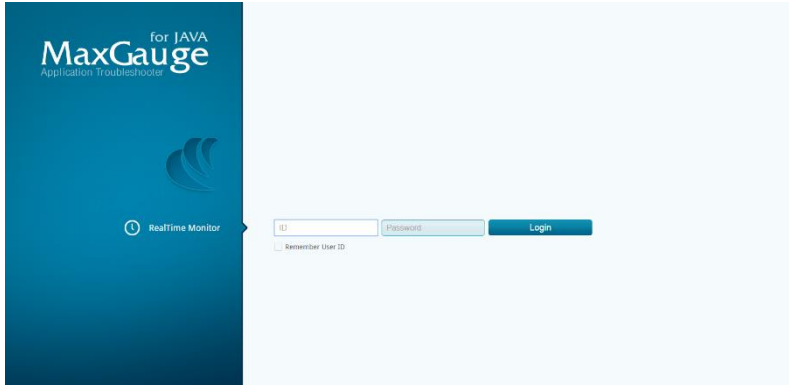 for JAVA
MaxGauge
Application Troubleshooter
RealTime Monitor
ID
Password
Login
Remember User ID